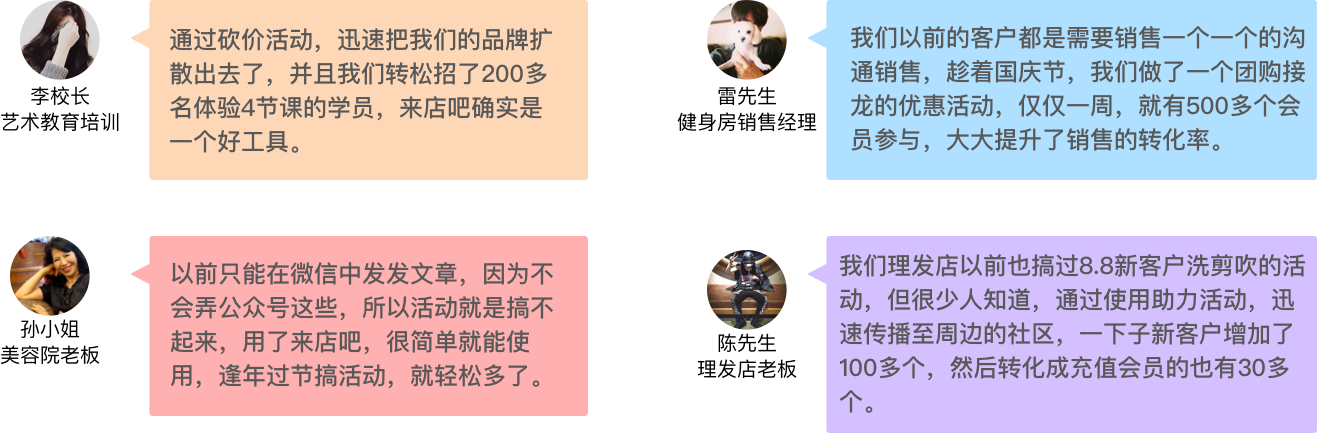 李校长
艺术教育培训
通过砍价活动，迅速把我们的品牌扩
散出去了，并且我们转松招了200多
名体验4节课的学员，来店吧确实是
一个好工具。
雷先生
健身房销售经理
我们以前的客户都是需要销售一个一个的沟
通销售，趁着国庆节，我们做了一个团购接
龙的优惠活动，仅仅一周，就有500多个会
员参与，大大提升了销售的转化率。
孙小姐
美容院老板
以前只能在微信中发发文章，因为不
会弄公众号这些，所以活动就是搞不
起来，用了来店吧，很简单就能使
用，逢年过节搞活动，就轻松多了。
陈先生
理发店老板
我们理发店以前也搞过8.8新客户洗剪吹的活
动，但很少人知道，通过使用助力活动，迅
速传播至周边的社区，一下子新客户增加了
100多个，然后转化成充值会员的也有30多
个。